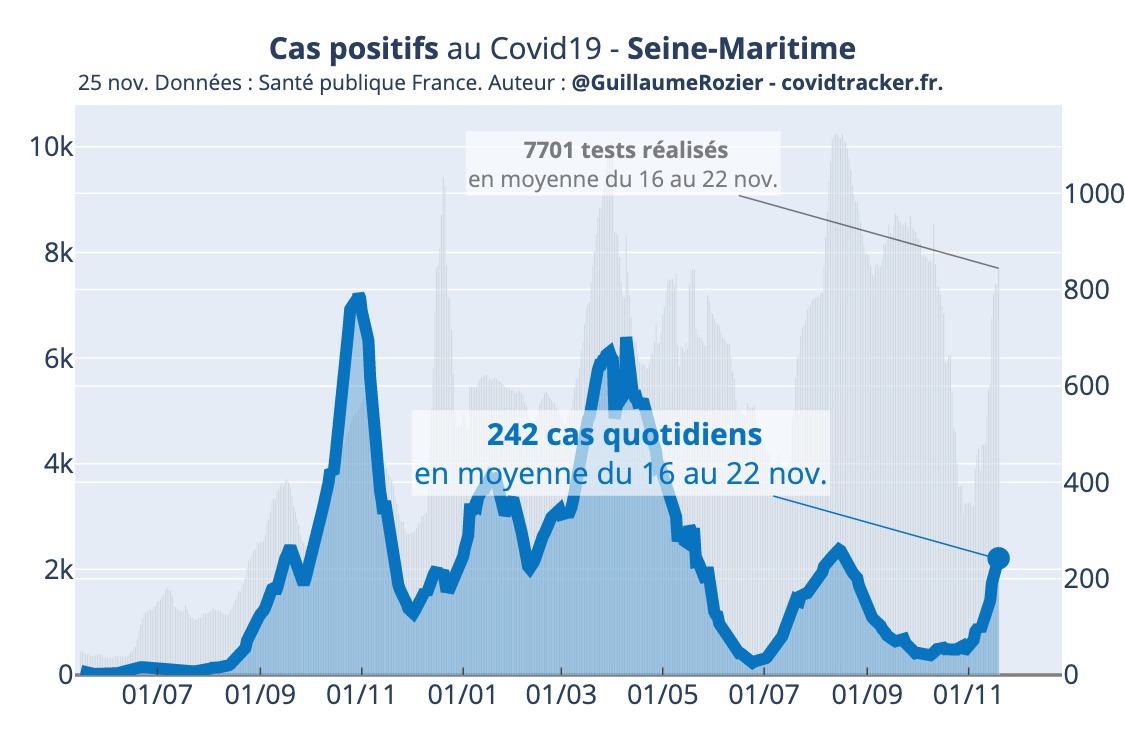 Cas positifs au Covid19 - Seine-Maritime
25 nov. Données : Santé publique France. Auteur : @GuillaumeRozier - covidtracker.fr.
10k
8k
6k
4k
2k
0
7701 tests réalisés
en moyenne du 16 au 22 nov.
242 cas quotidiens
en moyenne du 16 au 22 nov.
1000
800
600
400
200
0
01/07 01/09 01/11 01/01 01/03 01/05 01/07 01/09 01/11